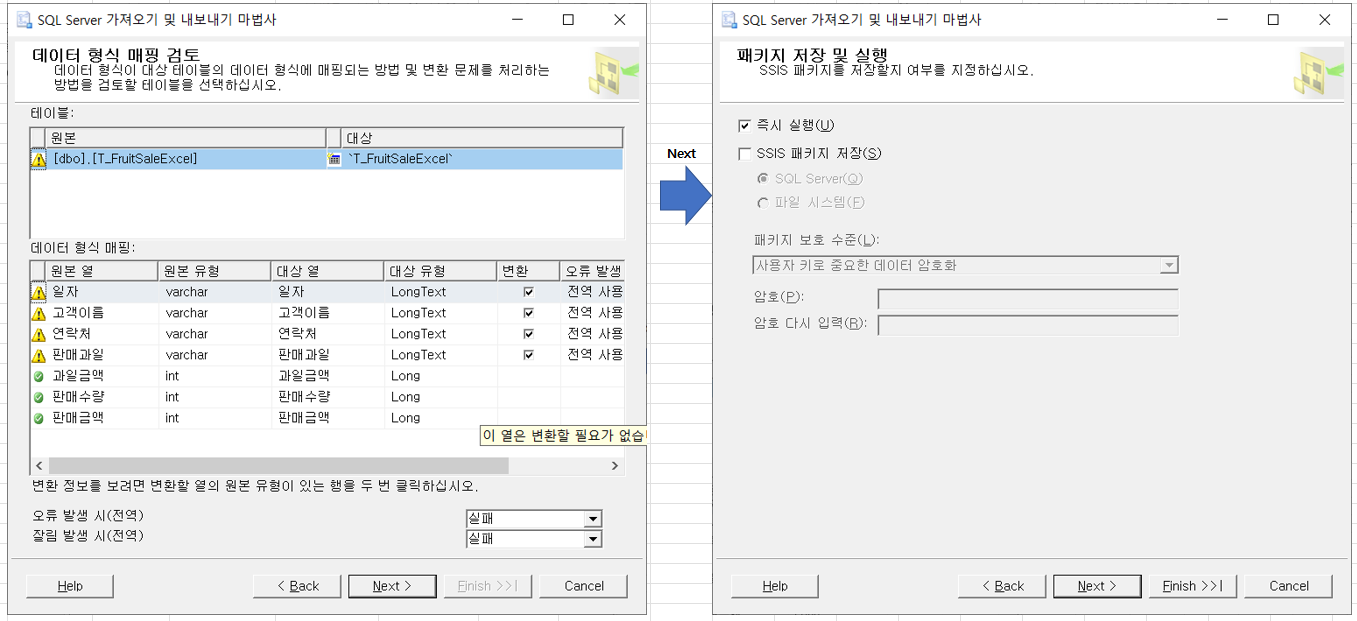 SQL Server 가져오기 및 내보내기 마법사
데이터 형식 매핑 검토
데이터 형식이 대상 테이블의 데이터 형식에 매핑되는 방법 및 변환 문제를 처리하는
방법을 검토할 테이블을 선택하십시오.
테이블:
원본 대상
[dbo].[T_FruitSaleExcel] `T_FruitSaleExcel`
데이터 형식 매핑:
원본 열 원본 유형 대상 열 대상 유형 변환 오류 발생
일자 varchar 일자 LongText 전역 사용
고객이름 varchar 고객이름 LongText 전역 사용
연락처 varchar 연락처 LongText 전역 사용
판매과일 varchar 판매과일 LongText 전역 사용
과일금액 int 과일금액 Long
판매수량 int 판매수량 Long
판매금액 int 판매금액 Long
이 열은 변환할 필요가 없습
변환 정보를 보려면 변환할 열의 원본 유형이 있는 행을 두 번 클릭하십시오.
오류 발생 시(전역) 실패
잘림 발생 시(전역) 실패
Help < Back Next > Finish >>| Cancel
Next
SQL Server 가져오기 및 내보내기 마법사
패키지 저장 및 실행
SSIS 패키지를 저장할지 여부를 지정하십시오.
즉시 실행(U)
SSIS 패키지 저장(S)
SQL Server(Q)
파일 시스템(F)
패키지 보호 수준(L):
사용자 키로 중요한 데이터 암호화
암호(P):
암호 다시 입력(R):
Help < Back Next > Finish >>| Cancel